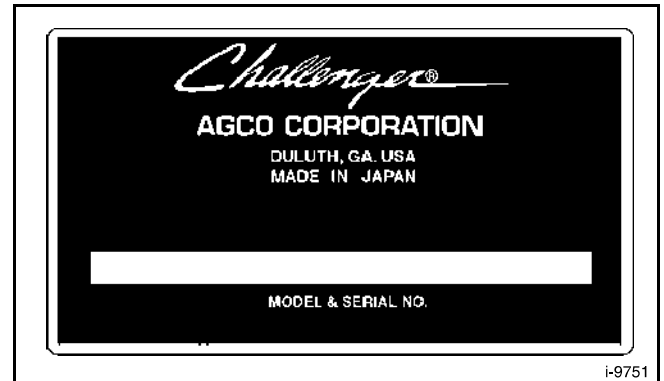 Challenger®
AGCO CORPORATION
DULUTH, GA. USA
MADE IN JAPAN
MODEL & SERIAL NO.
i-9751